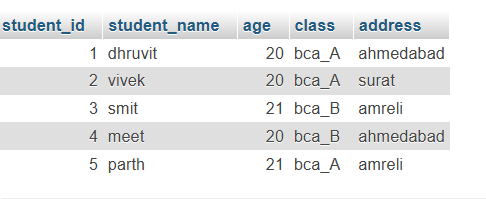 student_id student_name age class address
1 dhruvit 20 bca_A ahmedabad
2 vivek 20 bca_A surat
3 smit 21 bca_B amreli
4 meet 20 bca_B ahmedabad
5 parth 21 bca_A amreli